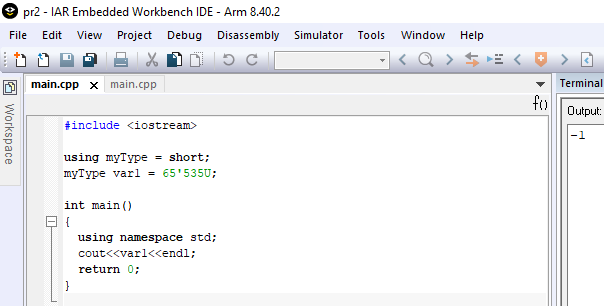 pr2 - IAR Embedded Workbench IDE - Arm 8.40.2
File Edit View Project Debug Disassembly Simulator Tools Window Help
main.cpp x main.cpp
Terminal
f()
Workspace
Output:
-1
#include <iostream>
using myType = short;
myType var1 = 65'535U;
int main()
{
using namespace std;
cout<<var1<<endl;
return 0;
}